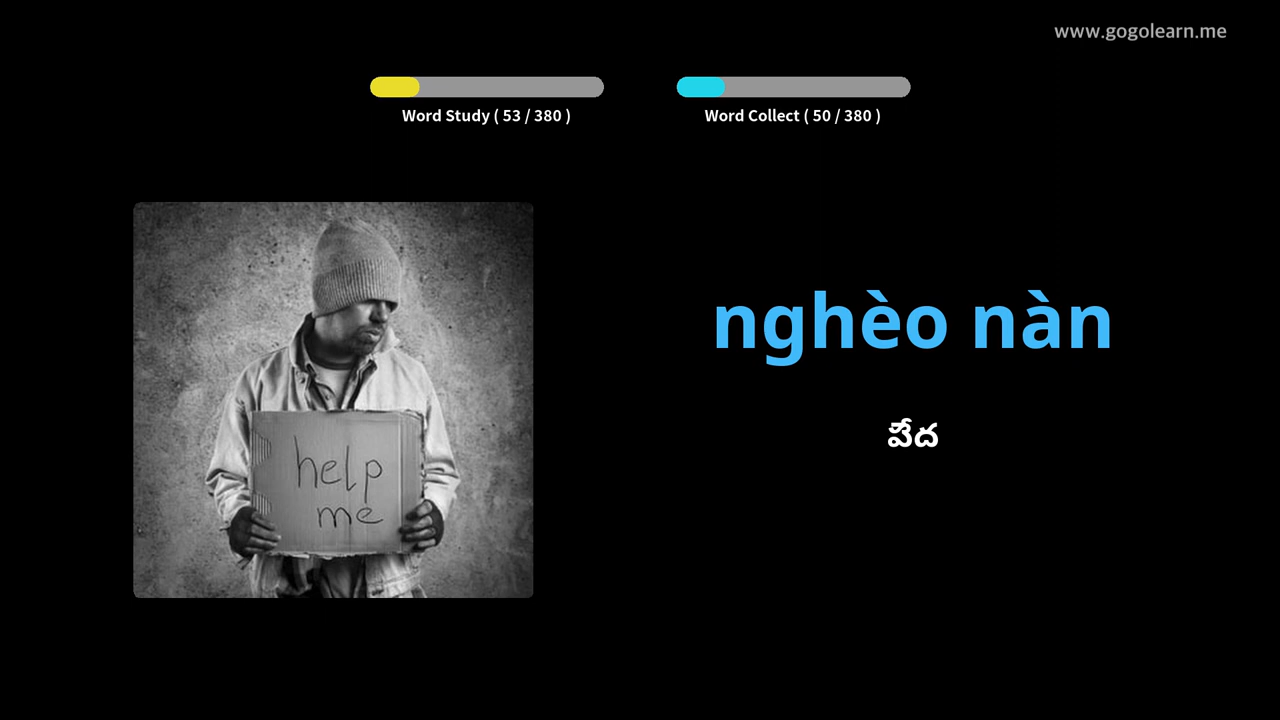 www.gogolearn.me
Word Study ( 53 / 380 )
Word Collect ( 50 / 380 )
help
me
nghèo nàn
పేద